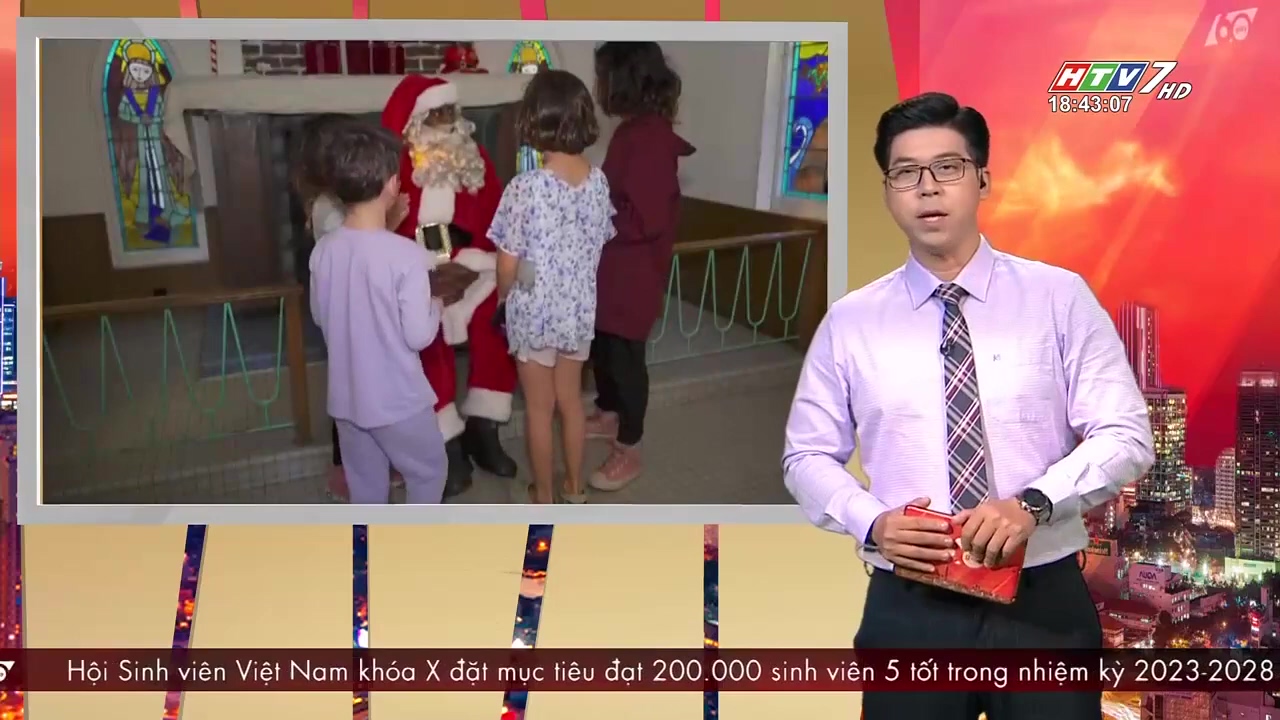 HTV7 HD
18:43:07
Hội Sinh viên Việt Nam khóa X đặt mục tiêu đạt 200.000 sinh viên 5 tốt trong nhiệm kỳ 2023-2028